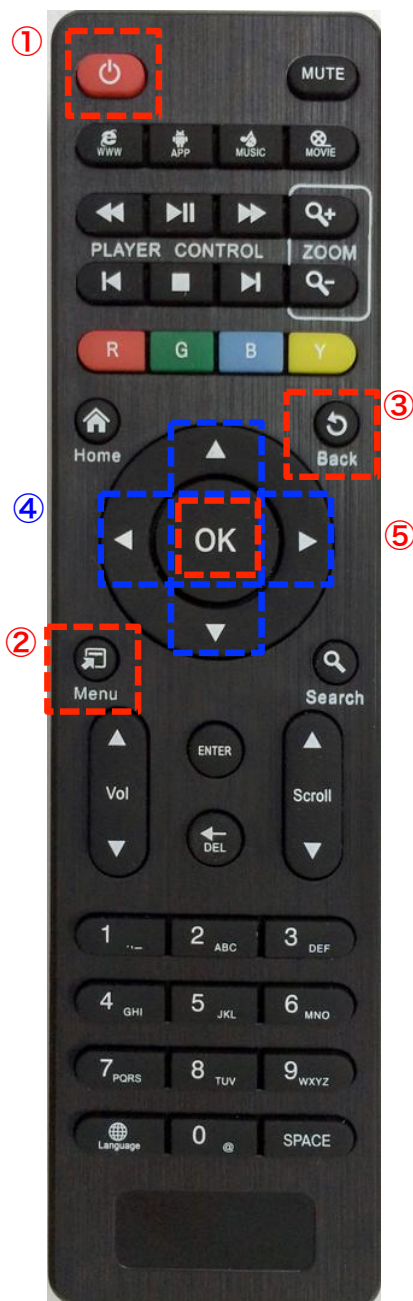 ①
MUTE
WWW APP MUSIC MOVIE
PLAYER CONTROL ZOOM
R G B Y
③
Home Back
④
OK
⑤
②
Menu Search
ENTER
Vol Scroll
DEL
1 ._ 2 ABC 3 DEF
4 GHI 5 JKL 6 MNO
7 PQRS 8 TUV 9 WXYZ
Language 0 @ SPACE